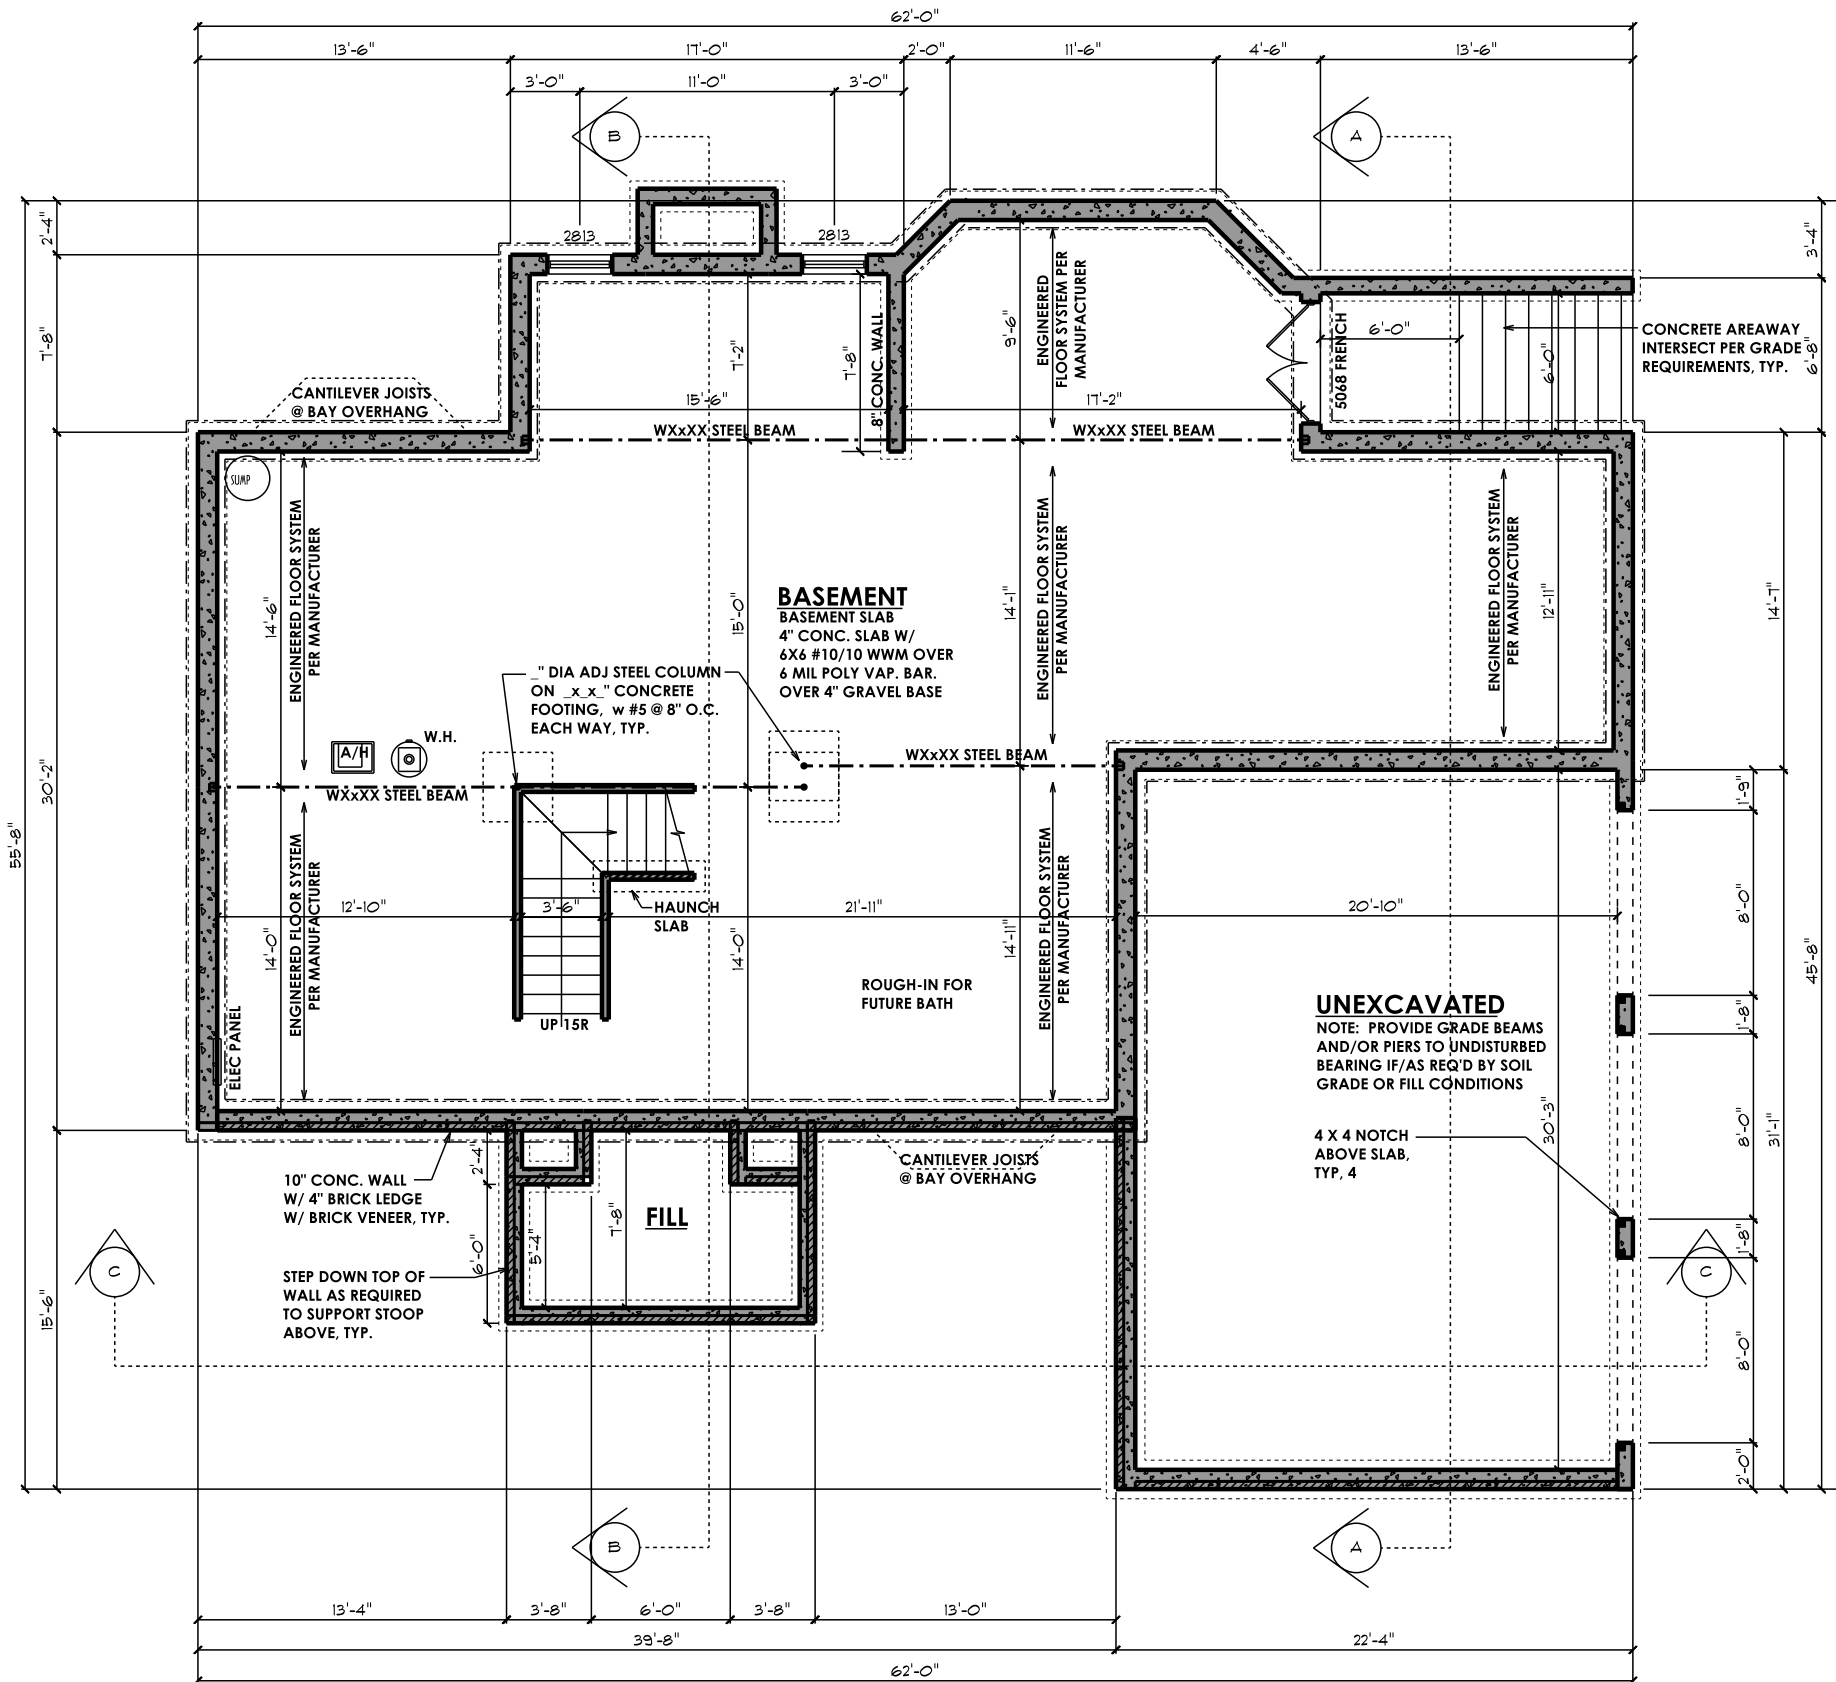 62'-0"
13'-6" 17'-0" 2'-0" 11'-6" 4'-6" 13'-6"
3'-0" 11'-0" 3'-0"
B
A
2'-4"
7'-8"
30'-2"
15'-6"
55'-8"
3'-4"
6'-8"
14'-7"
31'-1"
45'-8"
2813
2813
CANTILEVER JOISTS
@ BAY OVERHANG
7'-2"
7'-8"
8" CONC. WALL
9'-6"
ENGINEERED
FLOOR SYSTEM PER
MANUFACTURER
15'-6"
17'-2"
5068 FRENCH
6'-0"
6'-0"
CONCRETE AREAWAY
INTERSECT PER GRADE
REQUIREMENTS, TYP.
WXxXX STEEL BEAM
WXxXX STEEL BEAM
SUMP
14'-6"
ENGINEERED FLOOR SYSTEM
PER MANUFACTURER
15'-0"
BASEMENT
BASEMENT SLAB
4" CONC. SLAB W/
6X6 #10/10 WWM OVER
6 MIL POLY VAP. BAR.
OVER 4" GRAVEL BASE
14'-1"
ENGINEERED FLOOR SYSTEM
PER MANUFACTURER
ENGINEERED FLOOR SYSTEM
PER MANUFACTURER
12'-11"
_" DIA ADJ STEEL COLUMN
ON _x_x_" CONCRETE
FOOTING, w #5 @ 8" O.C.
EACH WAY, TYP.
A/H
W.H.
WXxXX STEEL BEAM
WXxXX STEEL BEAM
1'-9"
8'-0"
1'-8"
8'-0"
1'-8"
8'-0"
2'-0"
12'-10"
3'-6"
21'-11"
20'-10"
HAUNCH
SLAB
14'-0"
ENGINEERED FLOOR SYSTEM
PER MANUFACTURER
14'-0"
14'-11"
ENGINEERED FLOOR SYSTEM
PER MANUFACTURER
ROUGH-IN FOR
FUTURE BATH
UP 15R
ELEC PANEL
UNEXCAVATED
NOTE: PROVIDE GRADE BEAMS
AND/OR PIERS TO UNDISTURBED
BEARING IF/AS REQ'D BY SOIL
GRADE OR FILL CONDITIONS
30'-3"
4 X 4 NOTCH
ABOVE SLAB,
TYP, 4
10" CONC. WALL
W/ 4" BRICK LEDGE
W/ BRICK VENEER, TYP.
2'-4"
6'-0"
5'-4"
7'-8"
FILL
CANTILEVER JOISTS
@ BAY OVERHANG
STEP DOWN TOP OF
WALL AS REQUIRED
TO SUPPORT STOOP
ABOVE, TYP.
C
C
B
A
13'-4" 3'-8" 6'-0" 3'-8" 13'-0"
39'-8" 22'-4"
62'-0"